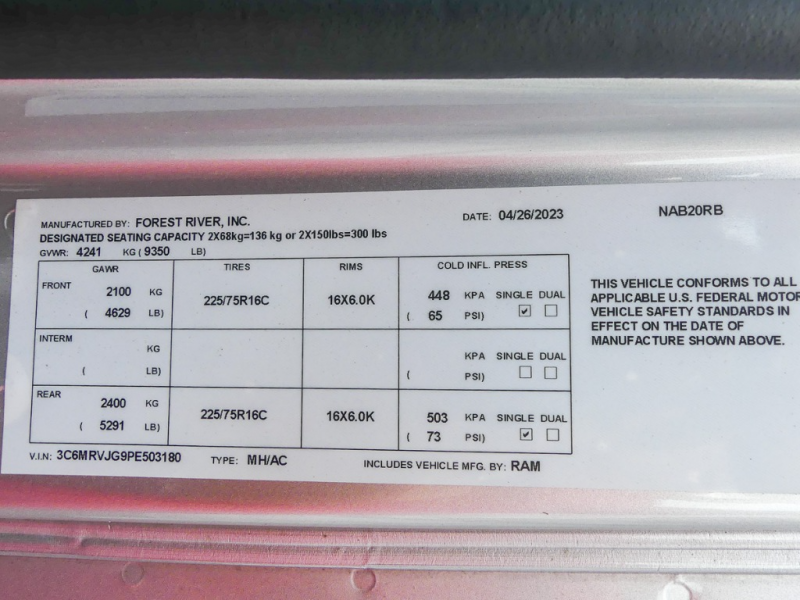 MANUFACTURED BY: FOREST RIVER, INC. DATE: 04/26/2023 NAB20RB
DESIGNATED SEATING CAPACITY 2X68kg=136 kg or 2X150lbs=300 lbs
GVWR: 4241 KG ( 9350 LB)
GAWR TIRES RIMS COLD INFL. PRESS
FRONT
2100 KG 225/75R16C 16X6.0K 448 KPA SINGLE DUAL
( 4629 LB) ( 65 PSI) ☑ ☐
INTERM
KG KPA SINGLE DUAL
( LB) ( PSI) ☐ ☐
REAR
2400 KG 225/75R16C 16X6.0K 503 KPA SINGLE DUAL
( 5291 LB) ( 73 PSI) ☑ ☐
V.I.N: 3C6MRVJG9PE503180 TYPE: MH/AC INCLUDES VEHICLE MFG. BY: RAM
THIS VEHICLE CONFORMS TO ALL
APPLICABLE U.S. FEDERAL MOTOR
VEHICLE SAFETY STANDARDS IN
EFFECT ON THE DATE OF
MANUFACTURE SHOWN ABOVE.